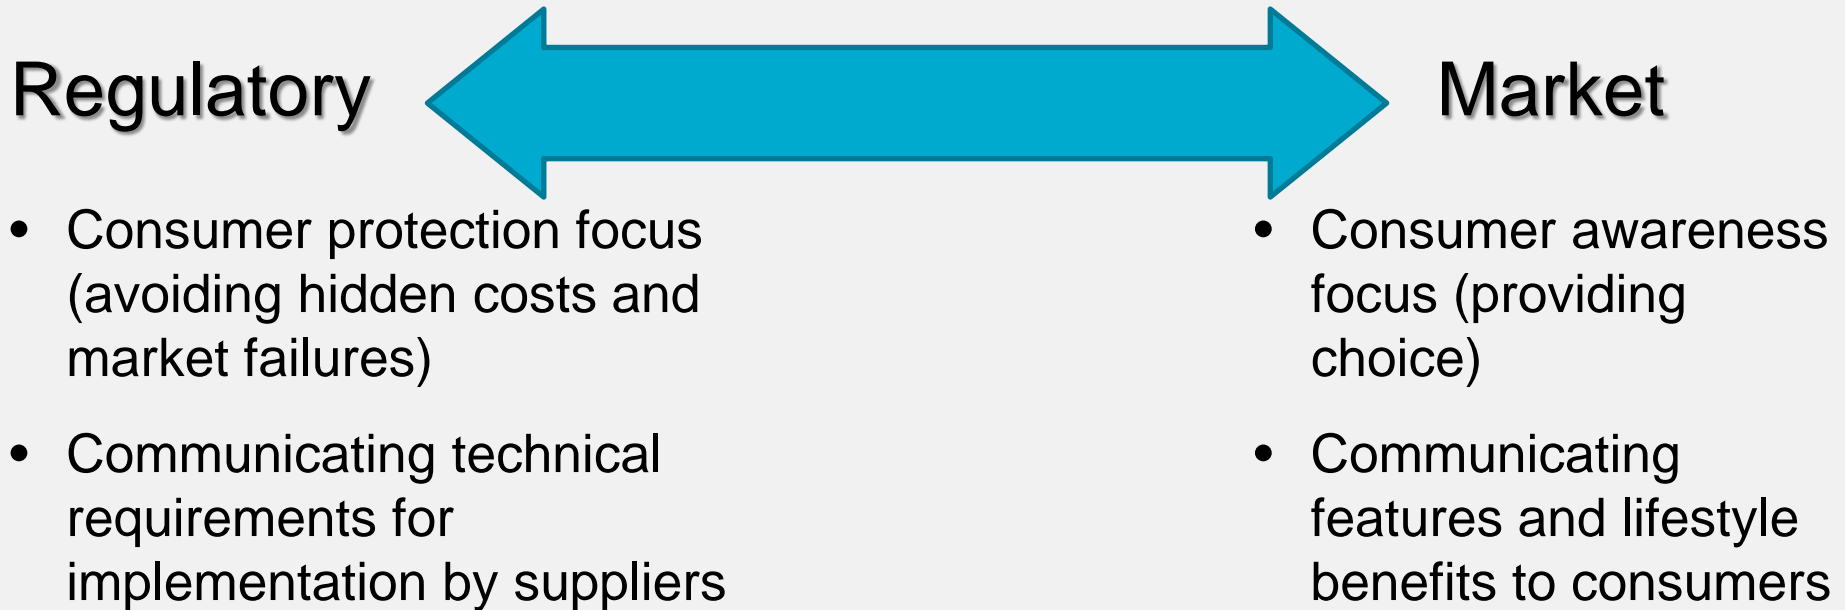 Regulatory
Market
• Consumer protection focus
(avoiding hidden costs and
market failures)
• Communicating technical
requirements for
implementation by suppliers
• Consumer awareness
focus (providing
choice)
• Communicating
features and lifestyle
benefits to consumers